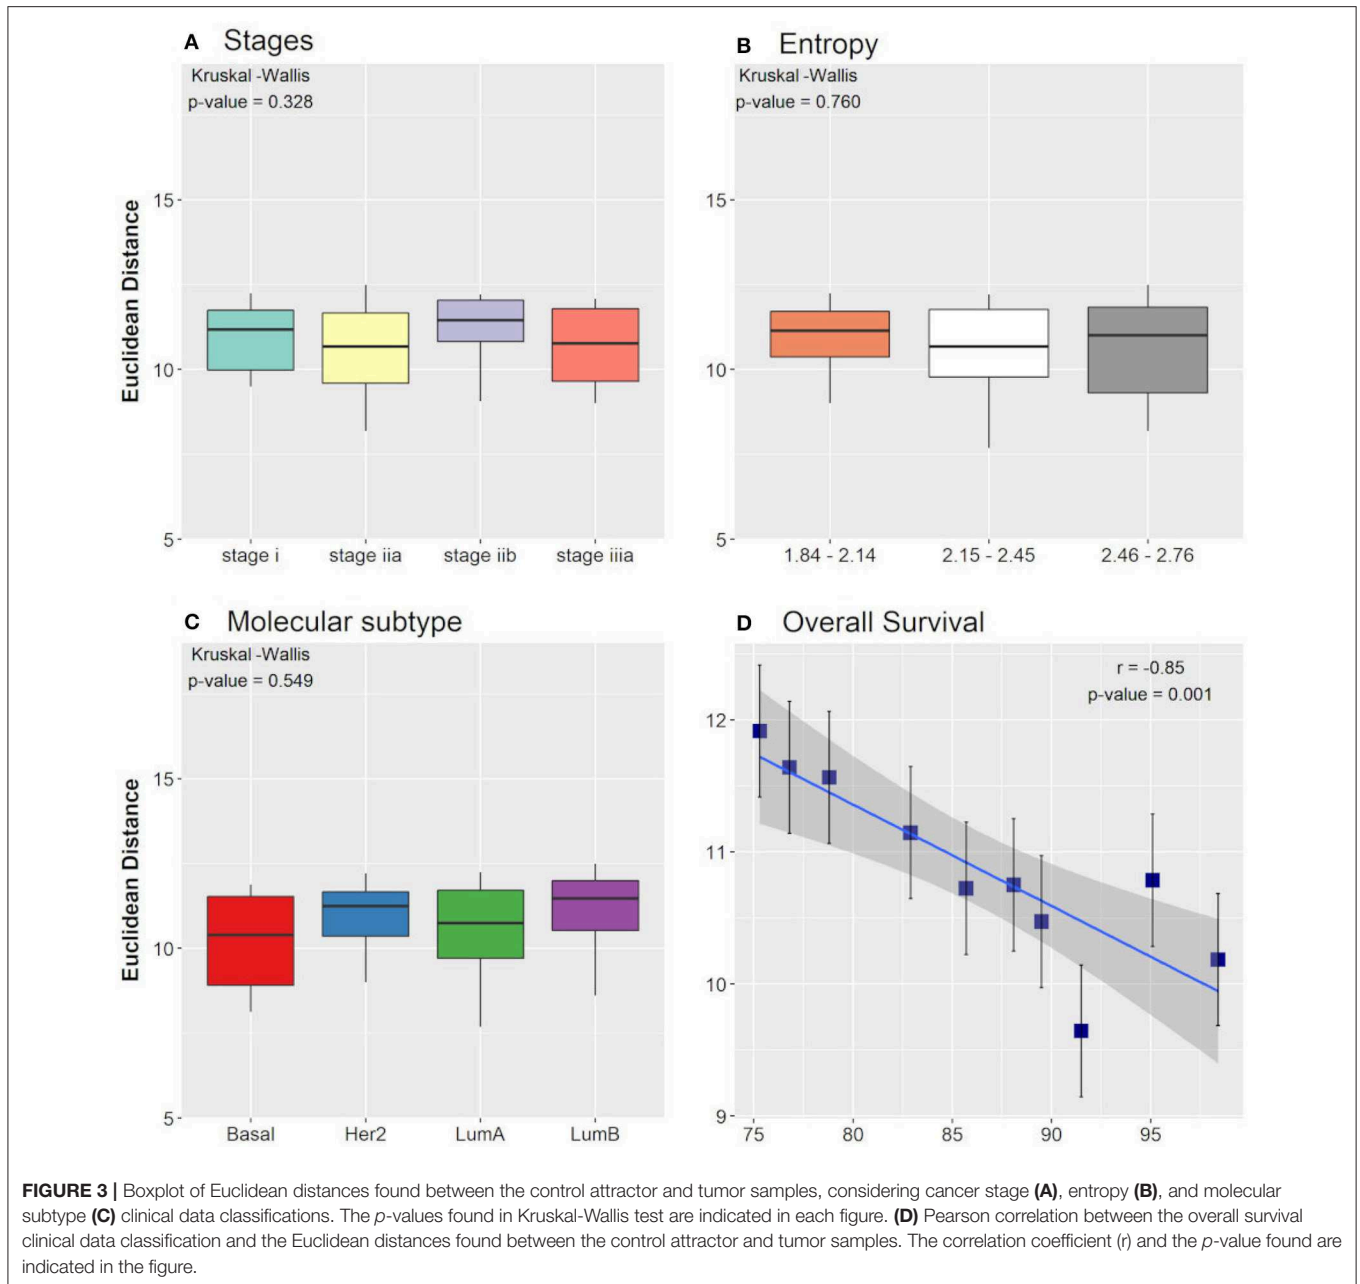 A Stages
Kruskal -Wallis
p-value = 0.328
Euclidean Distance
15
10
5
stage i stage iia stage iib stage iiia
B Entropy
Kruskal -Wallis
p-value = 0.760
15
10
5
1.84 - 2.14 2.15 - 2.45 2.46 - 2.76
C Molecular subtype
Kruskal -Wallis
p-value = 0.549
Euclidean Distance
15
10
5
Basal Her2 LumA LumB
D Overall Survival
r = -0.85
p-value = 0.001
12
11
10
9
75 80 85 90 95
FIGURE 3 | Boxplot of Euclidean distances found between the control attractor and tumor samples, considering cancer stage (A), entropy (B), and molecular
subtype (C) clinical data classifications. The p-values found in Kruskal-Wallis test are indicated in each figure. (D) Pearson correlation between the overall survival
clinical data classification and the Euclidean distances found between the control attractor and tumor samples. The correlation coefficient (r) and the p-value found are
indicated in the figure.